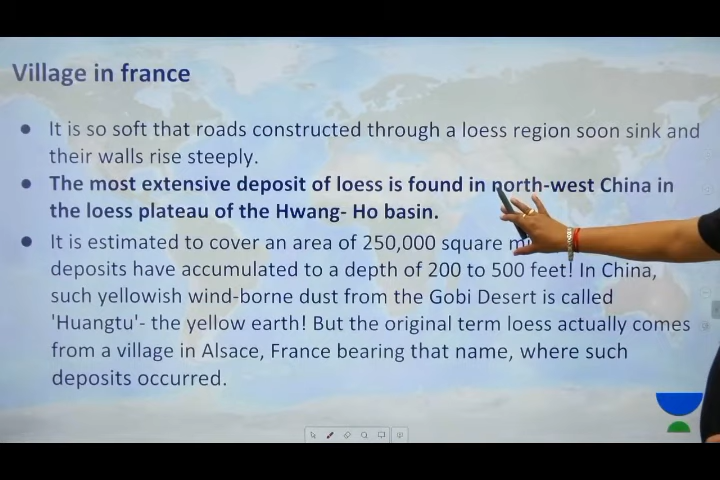 Village in france
● It is so soft that roads constructed through a loess region soon sink and
their walls rise steeply.
● The most extensive deposit of loess is found in north-west China in
the loess plateau of the Hwang- Ho basin.
● It is estimated to cover an area of 250,000 square
deposits have accumulated to a depth of 200 to 500 feet! In China,
such yellowish wind-borne dust from the Gobi Desert is called
'Huangtu'- the yellow earth! But the original term loess actually comes
from a village in Alsace, France bearing that name, where such
deposits occurred.